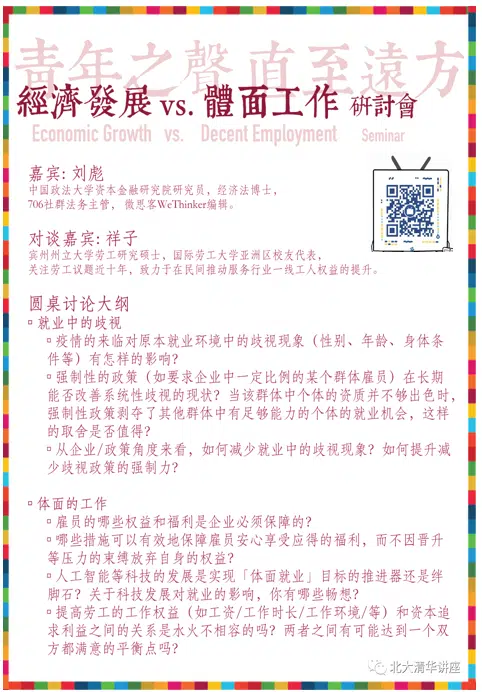 青年之聲直至遠方
經濟發展 vs. 體面工作 研討會
Economic Growth vs. Decent Employment Seminar
嘉宾: 刘彪
中国政法大学资本金融研究院研究员，经济法博士，
706社群法务主管， 傲思客WeThinker编辑。
对谈嘉宾: 祥子
宾州州立大学劳工研究硕士，国际劳工大学亚洲区校友代表，
关注劳工议题近十年，致力于在民间推动服务行业一线工人权益的提升。
圆桌讨论大纲
▫就业中的歧视
▫疫情的来临对原本就业环境中的歧视现象（性别、年龄、身体条
件等）有怎样的影响？
▫强制性的政策（如要求企业中一定比例的某个群体雇员）在长期
能否改善系统性歧视的现状？当该群体中个体的资质并不够出色时，
强制性政策剥夺了其他群体中有足够能力的个体的就业机会，这样
的取舍是否值得？
▫从企业/政策角度来看，如何减少就业中的歧视现象？如何提升减
少歧视政策的强制力？
▫体面的工作
▫雇员的哪些权益和福利是企业必须保障的？
▫哪些措施可以有效地保障雇员安心享受应得的福利，而不因晋升
等压力的束缚放弃自身的权益？
▫人工智能等科技的发展是实现「体面就业」目标的推进器还是绊
脚石？关于科技发展对就业的影响，你有哪些畅想？
▫提高劳工的工作权益（如工资/工作时长/工作环境/等）和资本追
求利益之间的关系是水火不相容的吗？两者之间有可能达到一个双
方都满意的平衡点吗？
北大清华讲座